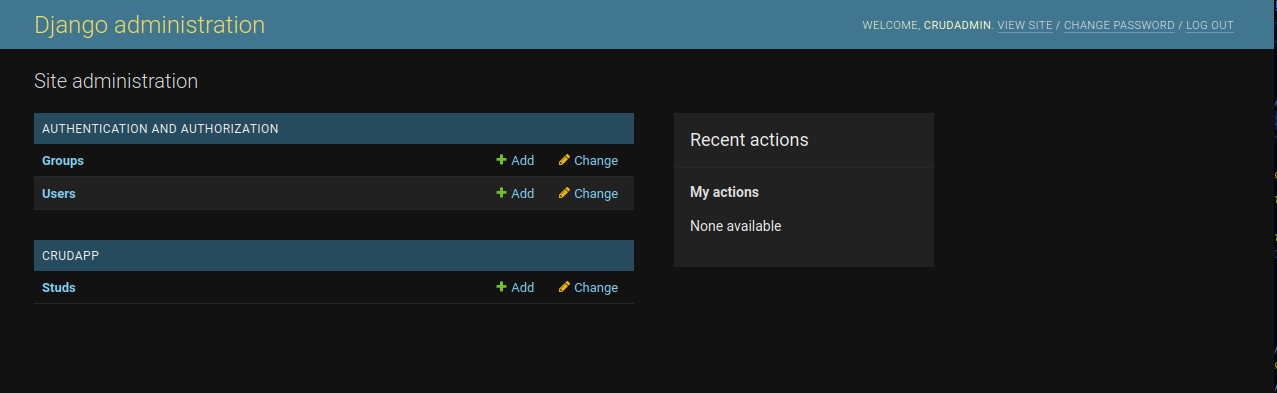 Django administration
WELCOME, CRUDADMIN. VIEW SITE / CHANGE PASSWORD / LOG OUT
Site administration
AUTHENTICATION AND AUTHORIZATION
Groups Add Change
Users Add Change
CRUDAPP
Studs Add Change
Recent actions
My actions
None available